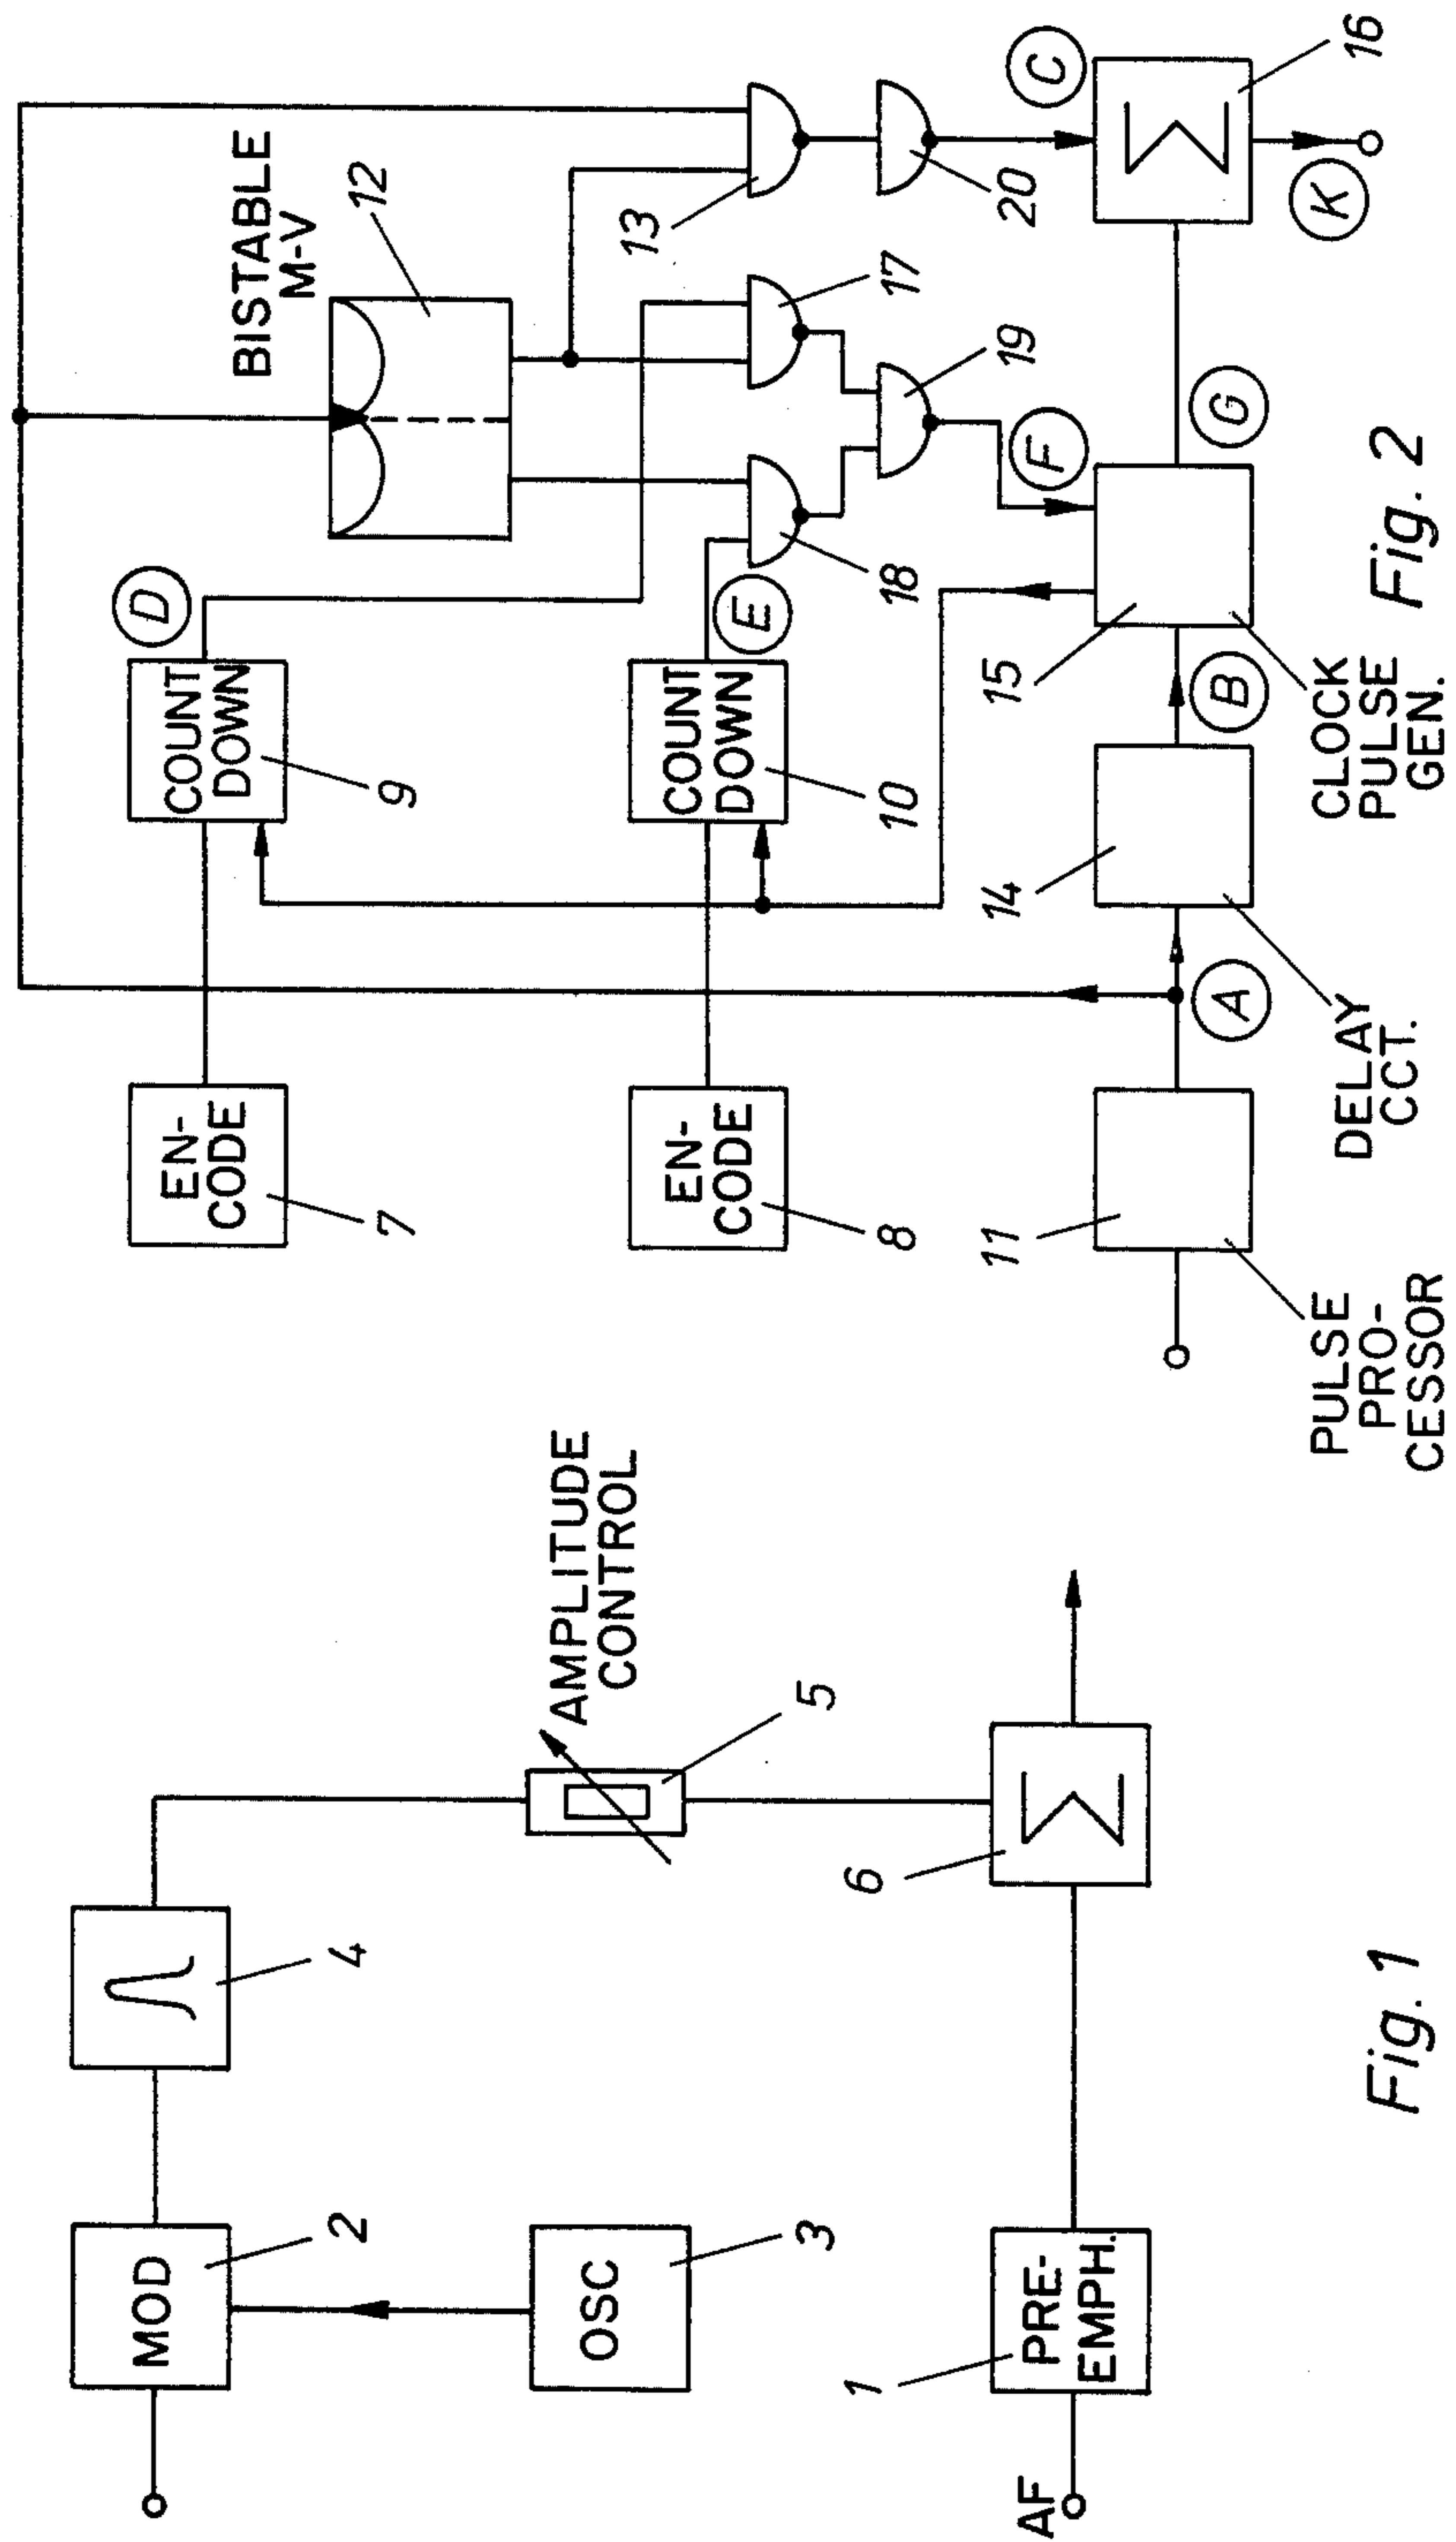 MOD
2
4
OSC
3
AMPLITUDE
CONTROL
5
AF
1
PRE-
EMPH.
6
Σ
Fig. 1
BISTABLE
M-V
12
EN-
CODE
7
COUNT
DOWN
9
D
EN-
CODE
8
COUNT
DOWN
10
E
18
17
13
19
20
F
C
11
A
14
B
15
G
Σ
16
K
PULSE
PRO-
CESSOR
DELAY
CCT.
CLOCK
PULSE
GEN.
Fig. 2